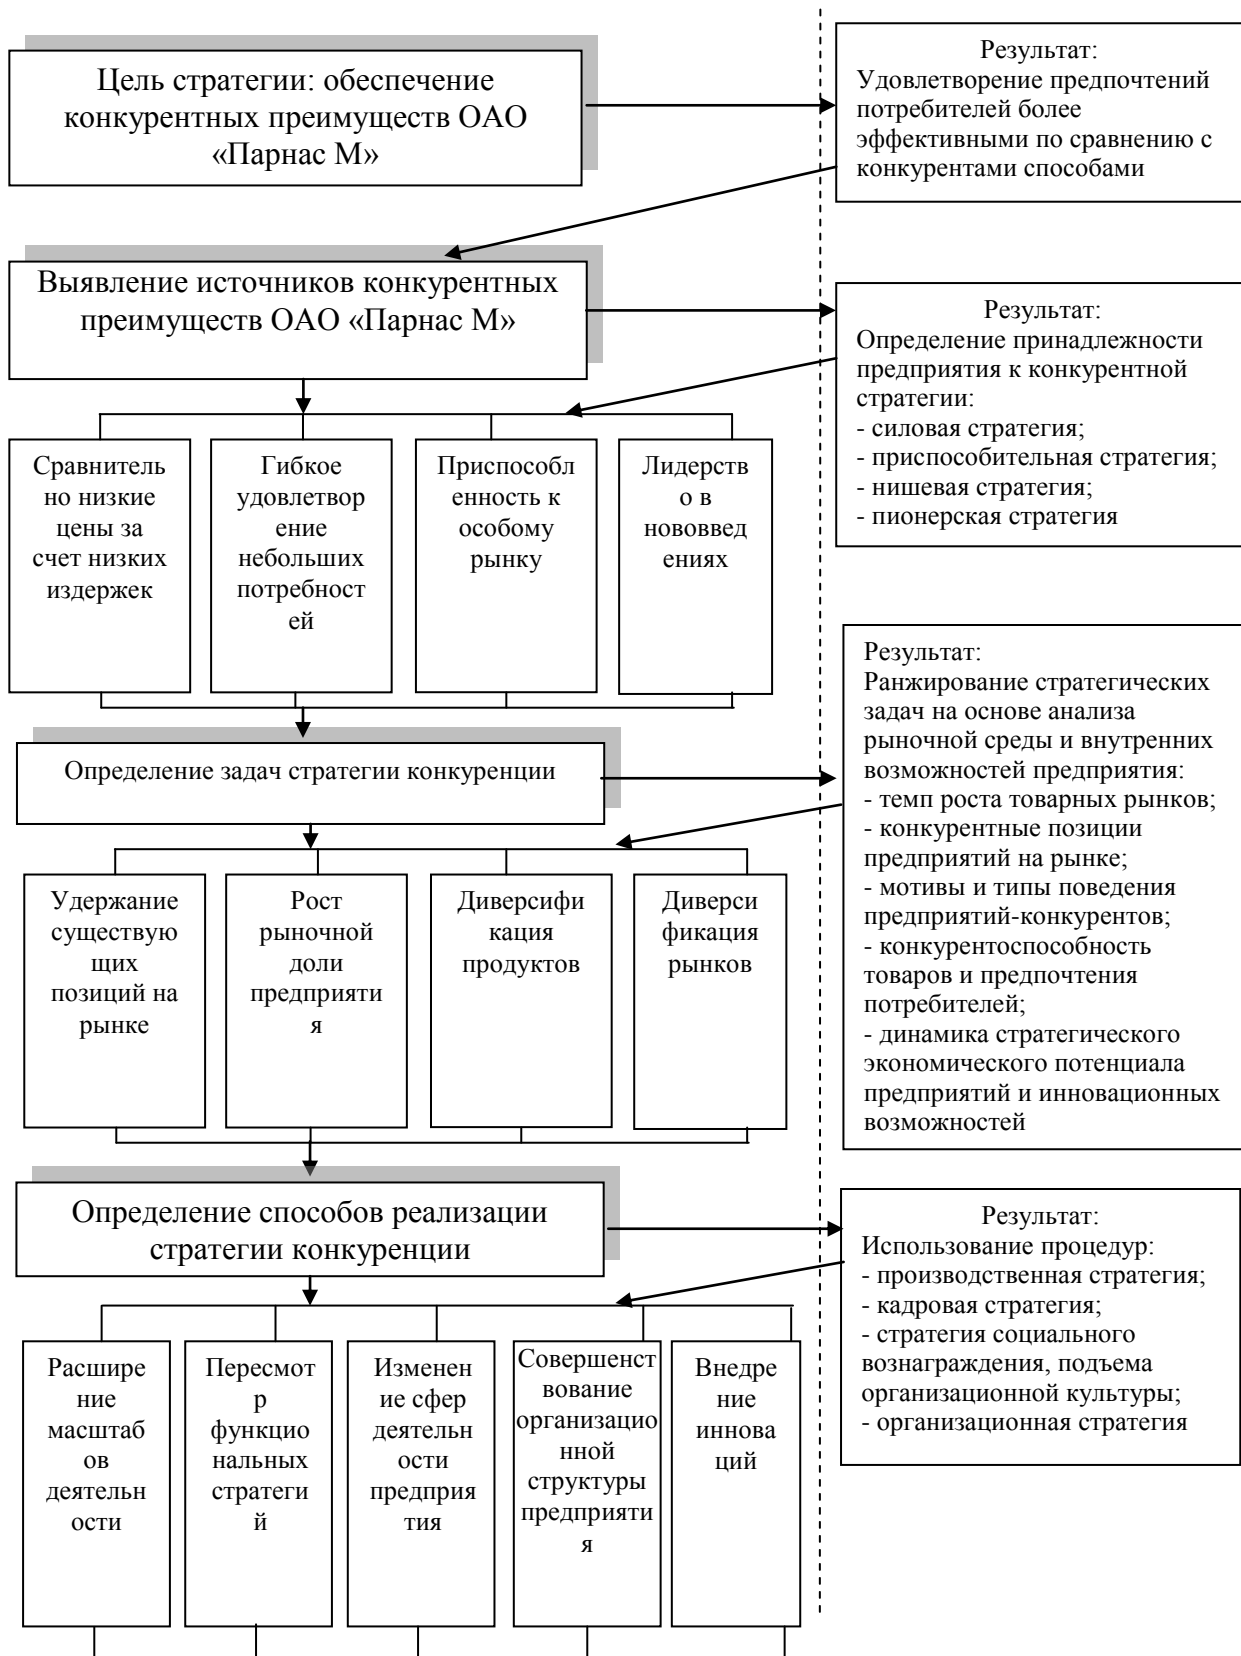 Цель стратегии: обеспечение
конкурентных преимуществ ОАО
«Парнас М»
Результат:
Удовлетворение предпочтений
потребителей более
эффективными по сравнению с
конкурентами способами
Выявление источников конкурентных
преимуществ ОАО «Парнас М»
Результат:
Определение принадлежности
предприятия к конкурентной
стратегии:
- силовая стратегия;
- приспособительная стратегия;
- нишевая стратегия;
- пионерская стратегия
Сравнитель
но низкие
цены за
счет низких
издержек
Гибкое
удовлетвор
ение
небольших
потребност
ей
Приспособл
енность к
особому
рынку
Лидерств
о в
нововвед
ениях
Определение задач стратегии конкуренции
Результат:
Ранжирование стратегических
задач на основе анализа
рыночной среды и внутренних
возможностей предприятия:
- темп роста товарных рынков;
- конкурентные позиции
предприятий на рынке;
- мотивы и типы поведения
предприятий-конкурентов;
- конкурентоспособность
товаров и предпочтения
потребителей;
- динамика стратегического
экономического потенциала
предприятий и инновационных
возможностей
Удержание
существую
щих
позиций на
рынке
Рост
рыночной
доли
предприяти
я
Диверсифи
кация
продуктов
Диверси
фикация
рынков
Определение способов реализации
стратегии конкуренции
Результат:
Использование процедур:
- производственная стратегия;
- кадровая стратегия;
- стратегия социального
вознаграждения, подъема
организационной культуры;
- организационная стратегия
Расшире
ние
масштаб
ов
деятельн
ости
Пересмот
р
функцио
нальных
стратеги
й
Изменен
ие сфер
деятельн
ости
предприя
тия
Совершенст
вование
организацио
нной
структуры
предприяти
я
Внедре
ние
иннова
ций